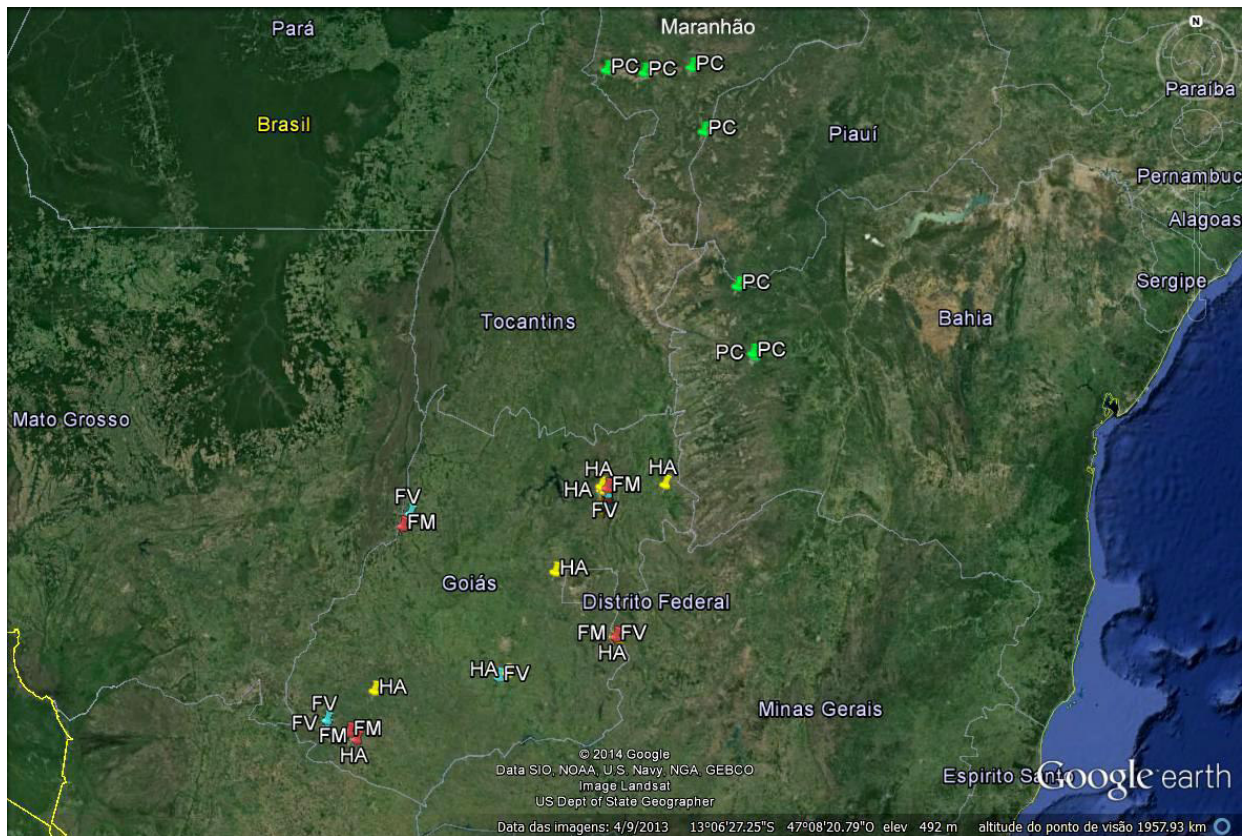 Pará
Maranhão
N
PC PC PC
Paraiba
Brasil
PC
Piauí
Pernambuc
Alagoas
PC
Sergipe
Tocantins
Bahia
PC PC
Mato Grosso
HA HA
HA FM
FV FV
FM
HA
Goiás
Distrito Federal
FM FV
HA
HA FV
HA
FV
FV FM FM
HA
Minas Gerais
© 2014 Google
Data SIO, NOAA, U.S. Navy, NGA, GEBCO
Image Landsat
US Dept of State Geographer
Espirito Santo
Google earth
Data das imagens: 4/9/2013 13°06'27.25"S 47°08'20.79"O elev 492 m altitude do ponto de visão 1957.93 km